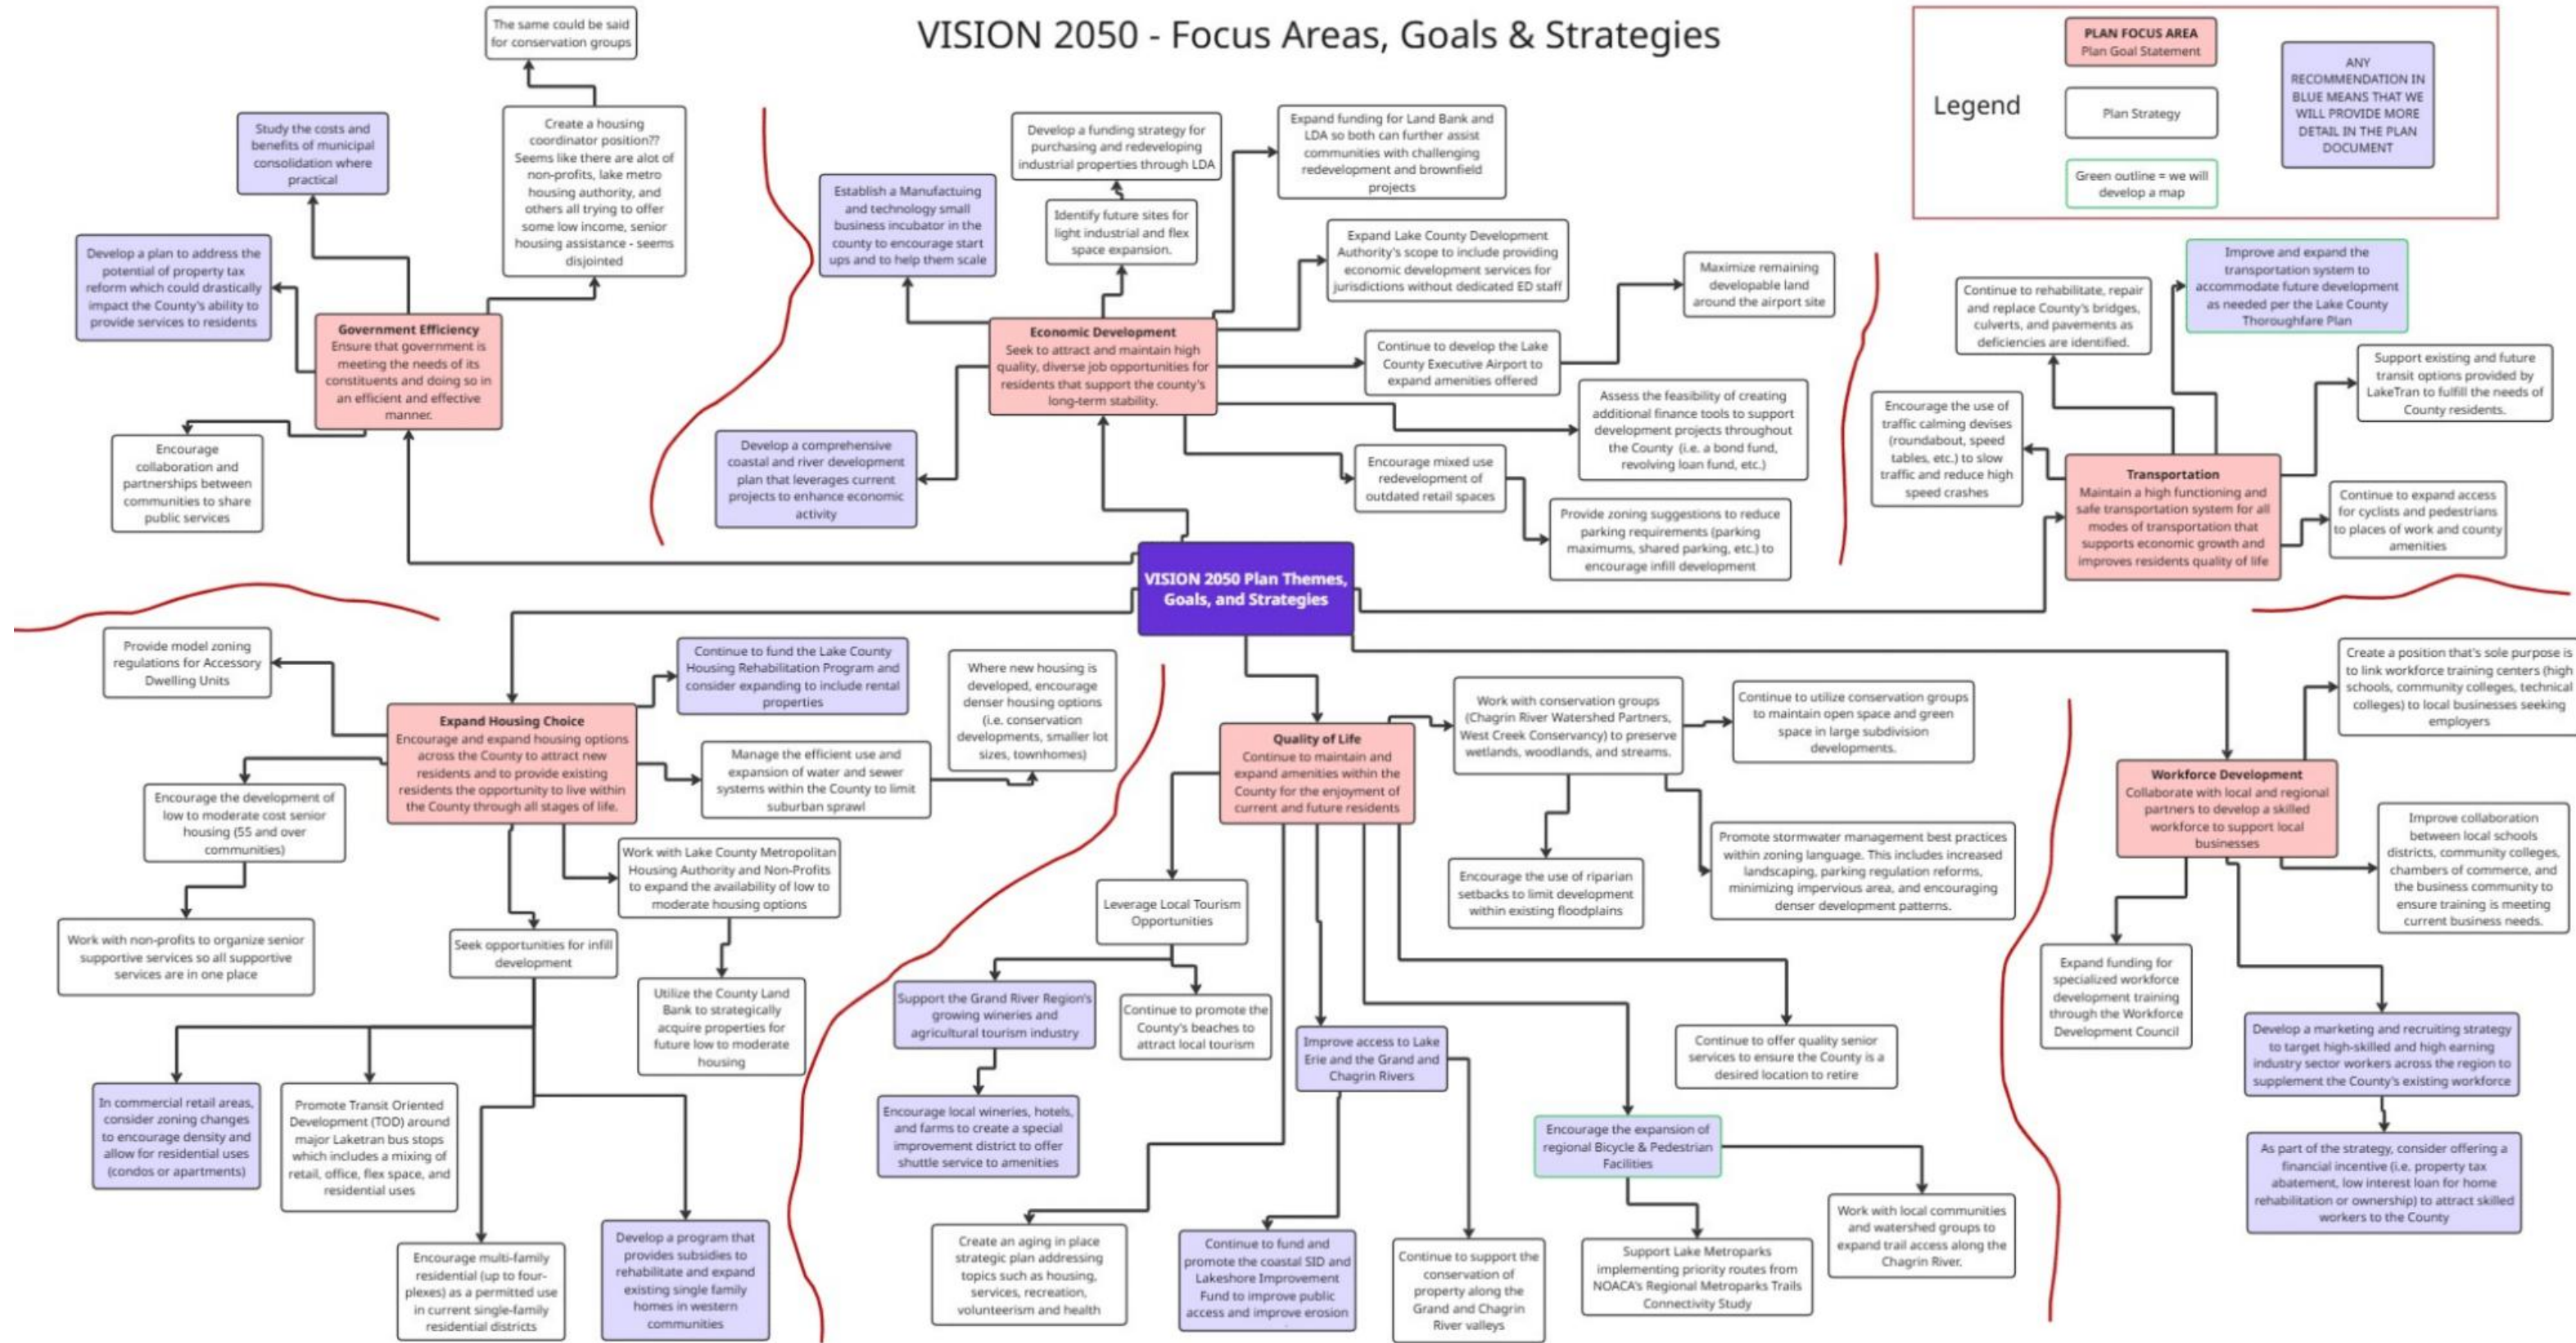 VISION 2050 - Focus Areas, Goals & Strategies
Legend
PLAN FOCUS AREA
Plan Goal Statement
Plan Strategy
Green outline = we will
develop a map
ANY
RECOMMENDATION IN
BLUE MEANS THAT WE
WILL PROVIDE MORE
DETAIL IN THE PLAN
DOCUMENT
The same could be said
for conservation groups
Create a housing
coordinator position??
Seems like there are alot of
non-profits, lake metro
housing authority, and
others all trying to offer
some low income, senior
housing assistance - seems
disjointed
Study the costs and
benefits of municipal
consolidation where
practical
Develop a plan to address the
potential of property tax
reform which could drastically
impact the County's ability to
provide services to residents
Government Efficiency
Ensure that government is
meeting the needs of its
constituents and doing so in
an efficient and effective
manner.
Encourage
collaboration and
partnerships between
communities to share
public services
Establish a Manufactuing
and technology small
business incubator in the
county to encourage start
ups and to help them scale
Develop a funding strategy for
purchasing and redeveloping
industrial properties through LDA
Identify future sites for
light industrial and flex
space expansion.
Expand funding for Land Bank and
LDA so both can further assist
communities with challenging
redevelopment and brownfield
projects
Expand Lake County Development
Authority's scope to include providing
economic development services for
jurisdictions without dedicated ED staff
Maximize remaining
developable land
around the airport site
Economic Development
Seek to attract and maintain high
quality, diverse job opportunities for
residents that support the county's
long-term stability.
Continue to develop the Lake
County Executive Airport to
expand amenities offered
Assess the feasibility of creating
additional finance tools to support
development projects throughout
the County (i.e. a bond fund,
revolving loan fund, etc.)
Develop a comprehensive
coastal and river development
plan that leverages current
projects to enhance economic
activity
Encourage mixed use
redevelopment of
outdated retail spaces
Provide zoning suggestions to reduce
parking requirements (parking
maximums, shared parking, etc.) to
encourage infill development
Improve and expand the
transportation system to
accommodate future development
as needed per the Lake County
Thoroughfare Plan
Continue to rehabilitate, repair
and replace County's bridges,
culverts, and pavements as
deficiencies are identified.
Support existing and future
transit options provided by
LakeTran to fulfill the needs of
County residents.
Encourage the use of
traffic calming devises
(roundabout, speed
tables, etc.) to slow
traffic and reduce high
speed crashes
Transportation
Maintain a high functioning and
safe transportation system for all
modes of transportation that
supports economic growth and
improves residents quality of life
Continue to expand access
for cyclists and pedestrians
to places of work and county
amenities
VISION 2050 Plan Themes,
Goals, and Strategies
Provide model zoning
regulations for Accessory
Dwelling Units
Continue to fund the Lake County
Housing Rehabilitation Program and
consider expanding to include rental
properties
Where new housing is
developed, encourage
denser housing options
(i.e. conservation
developments, smaller lot
sizes, townhomes)
Expand Housing Choice
Encourage and expand housing options
across the County to attract new
residents and to provide existing
residents the opportunity to live within
the County through all stages of life.
Manage the efficient use and
expansion of water and sewer
systems within the County to limit
suburban sprawl
Encourage the development of
low to moderate cost senior
housing (55 and over
communities)
Work with non-profits to organize senior
supportive services so all supportive
services are in one place
Work with Lake County Metropolitan
Housing Authority and Non-Profits
to expand the availability of low to
moderate housing options
Seek opportunities for infill
development
Utilize the County Land
Bank to strategically
acquire properties for
future low to moderate
housing
In commercial retail areas,
consider zoning changes
to encourage density and
allow for residential uses
(condos or apartments)
Promote Transit Oriented
Development (TOD) around
major Laketran bus stops
which includes a mixing of
retail, office, flex space, and
residential uses
Encourage multi-family
residential (up to four-
plexes) as a permitted use
in current single-family
residential districts
Develop a program that
provides subsidies to
rehabilitate and expand
existing single family
homes in western
communities
Quality of Life
Continue to maintain and
expand amenities within the
County for the enjoyment of
current and future residents
Work with conservation groups
(Chagrin River Watershed Partners,
West Creek Conservancy) to preserve
wetlands, woodlands, and streams.
Continue to utilize conservation groups
to maintain open space and green
space in large subdivision
developments.
Encourage the use of riparian
setbacks to limit development
within existing floodplains
Promote stormwater management best practices
within zoning language. This includes increased
landscaping, parking regulation reforms,
minimizing impervious area, and encouraging
denser development patterns.
Leverage Local Tourism
Opportunities
Support the Grand River Region's
growing wineries and
agricultural tourism industry
Continue to promote the
County's beaches to
attract local tourism
Encourage local wineries, hotels,
and farms to create a special
improvement district to offer
shuttle service to amenities
Improve access to Lake
Erie and the Grand and
Chagrin Rivers
Continue to offer quality senior
services to ensure the County is a
desired location to retire
Encourage the expansion of
regional Bicycle & Pedestrian
Facilities
Create an aging in place
strategic plan addressing
topics such as housing,
services, recreation,
volunteerism and health
Continue to fund and
promote the coastal SID and
Lakeshore Improvement
Fund to improve public
access and improve erosion
Continue to support the
conservation of
property along the
Grand and Chagrin
River valleys
Support Lake Metroparks
implementing priority routes from
NOACA's Regional Metroparks Trails
Connectivity Study
Work with local communities
and watershed groups to
expand trail access along the
Chagrin River.
Create a position that's sole purpose is
to link workforce training centers (high
schools, community colleges, technical
colleges) to local businesses seeking
employers
Workforce Development
Collaborate with local and regional
partners to develop a skilled
workforce to support local
businesses
Improve collaboration
between local schools
districts, community colleges,
chambers of commerce, and
the business community to
ensure training is meeting
current business needs.
Expand funding for
specialized workforce
development training
through the Workforce
Development Council
Develop a marketing and recruiting strategy
to target high-skilled and high earning
industry sector workers across the region to
supplement the County's existing workforce
As part of the strategy, consider offering a
financial incentive (i.e. property tax
abatement, low interest loan for home
rehabilitation or ownership) to attract skilled
workers to the County